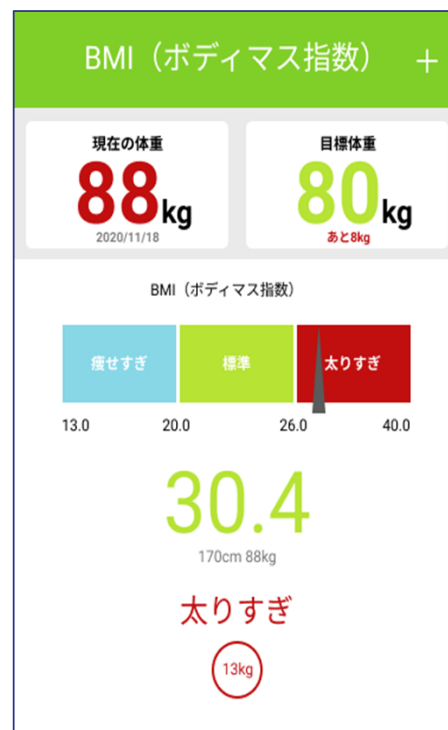 BMI（ボディマス指数） +
現在の体重
88kg
2020/11/18
目標体重
80kg
あと8kg
BMI（ボディマス指数）
痩せすぎ 標準 太りすぎ
13.0 20.0 26.0 40.0
30.4
170cm 88kg
太りすぎ
13kg